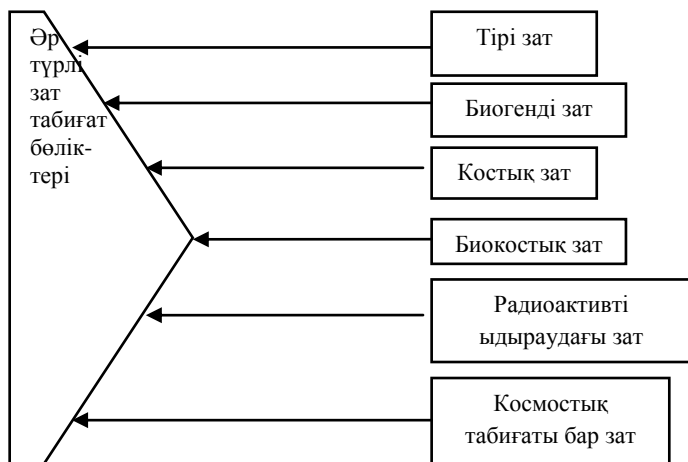 Әр
түрлі
зат
табиғат
бөлік-
тері
Тірі зат
Биогенді зат
Костық зат
Биокостық зат
Радиоактивті
ыдыраудағы зат
Космостық
табиғаты бар зат